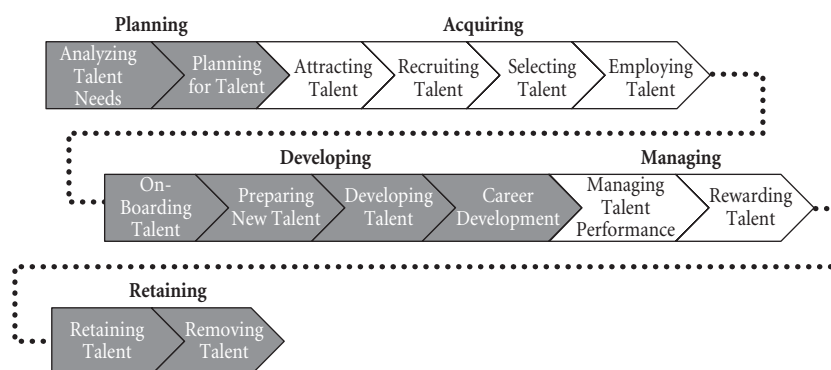 Planning
Acquiring
Analyzing
Talent
Needs
Planning
for Talent
Attracting
Talent
Recruiting
Talent
Selecting
Talent
Employing
Talent
Developing
Managing
On-
Boarding
Talent
Preparing
New Talent
Developing
Talent
Career
Development
Managing
Talent
Performance
Rewarding
Talent
Retaining
Retaining
Talent
Removing
Talent